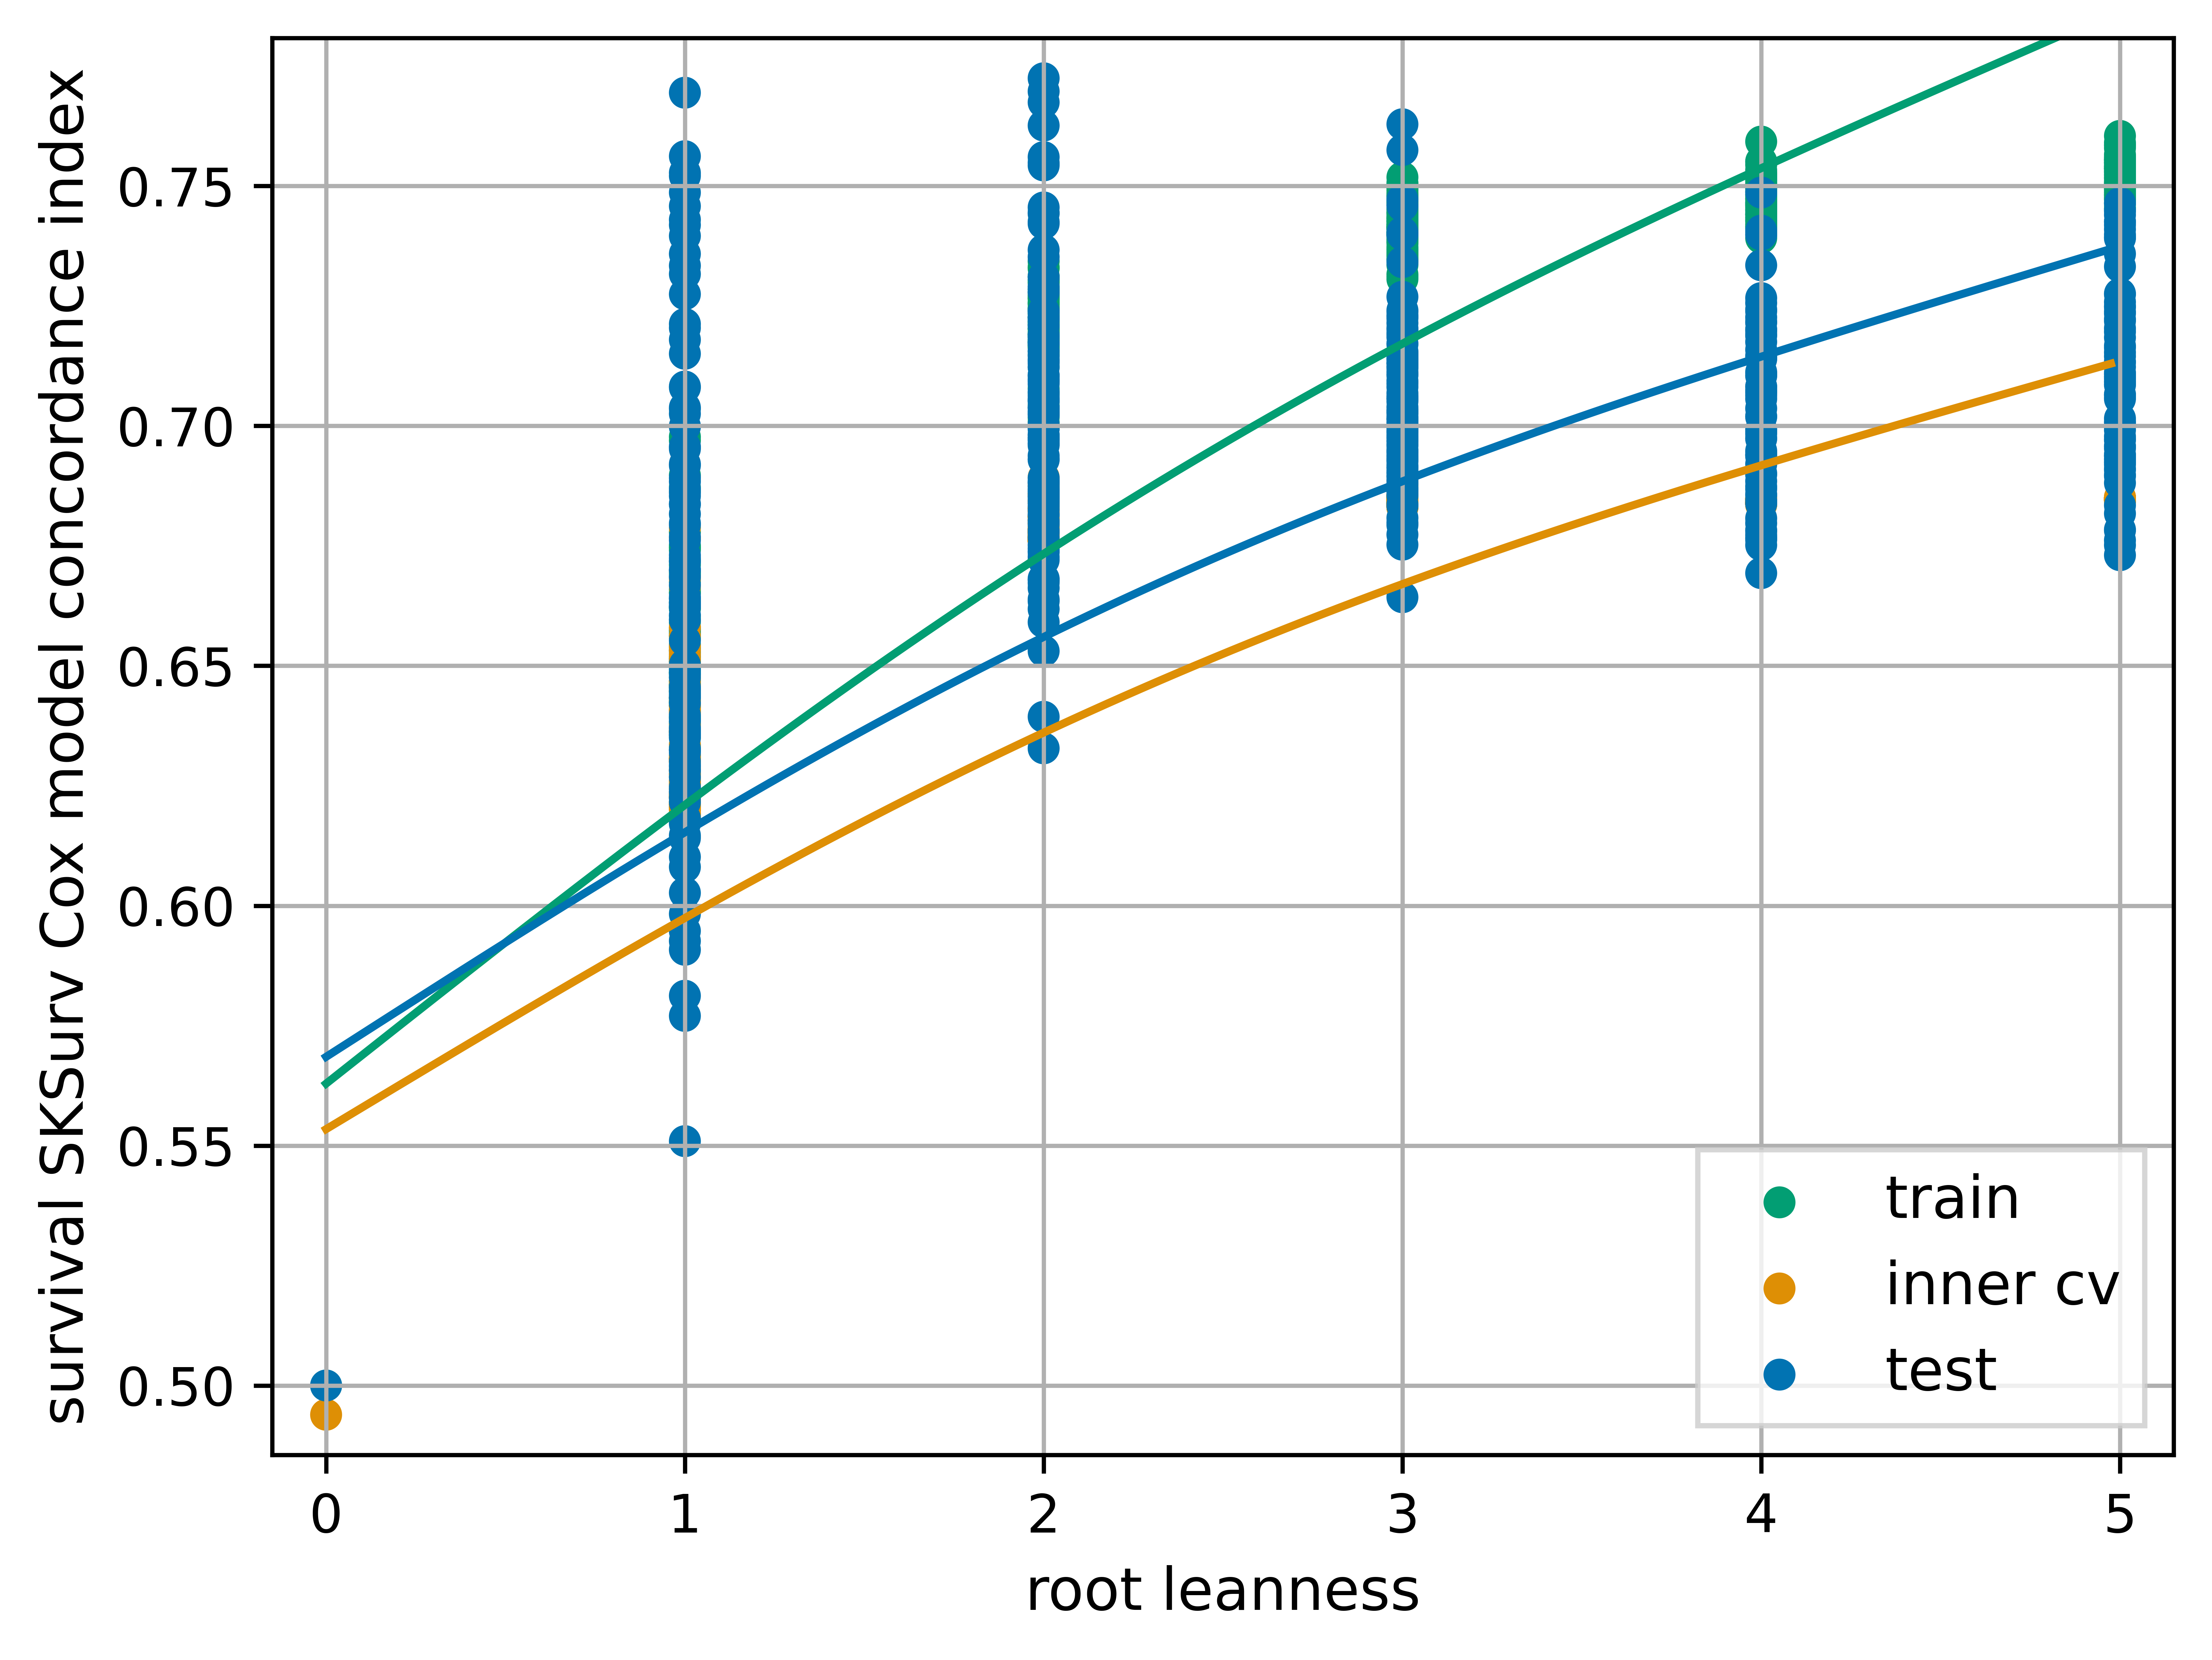 survival SKSurv Cox model concordance index
0.75
0.70
0.65
0.60
0.55
0.50
train
inner cv
test
0 1 2 3 4 5
root leanness